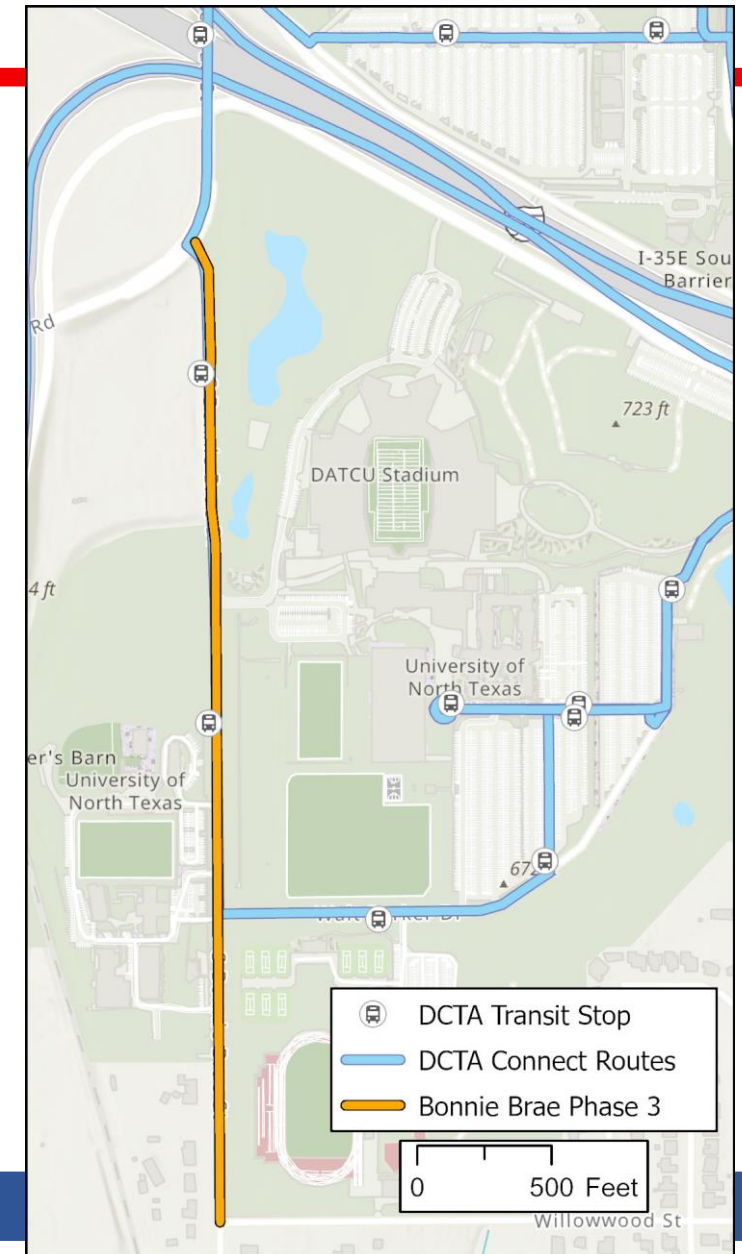 I-35E Sou
Barrier
Rd
723 ft
DATCU Stadium
4 ft
University of
North Texas
er's Barn
University of
North Texas
672
DCTA Transit Stop
DCTA Connect Routes
Bonnie Brae Phase 3
0 500 Feet
Willowwood St